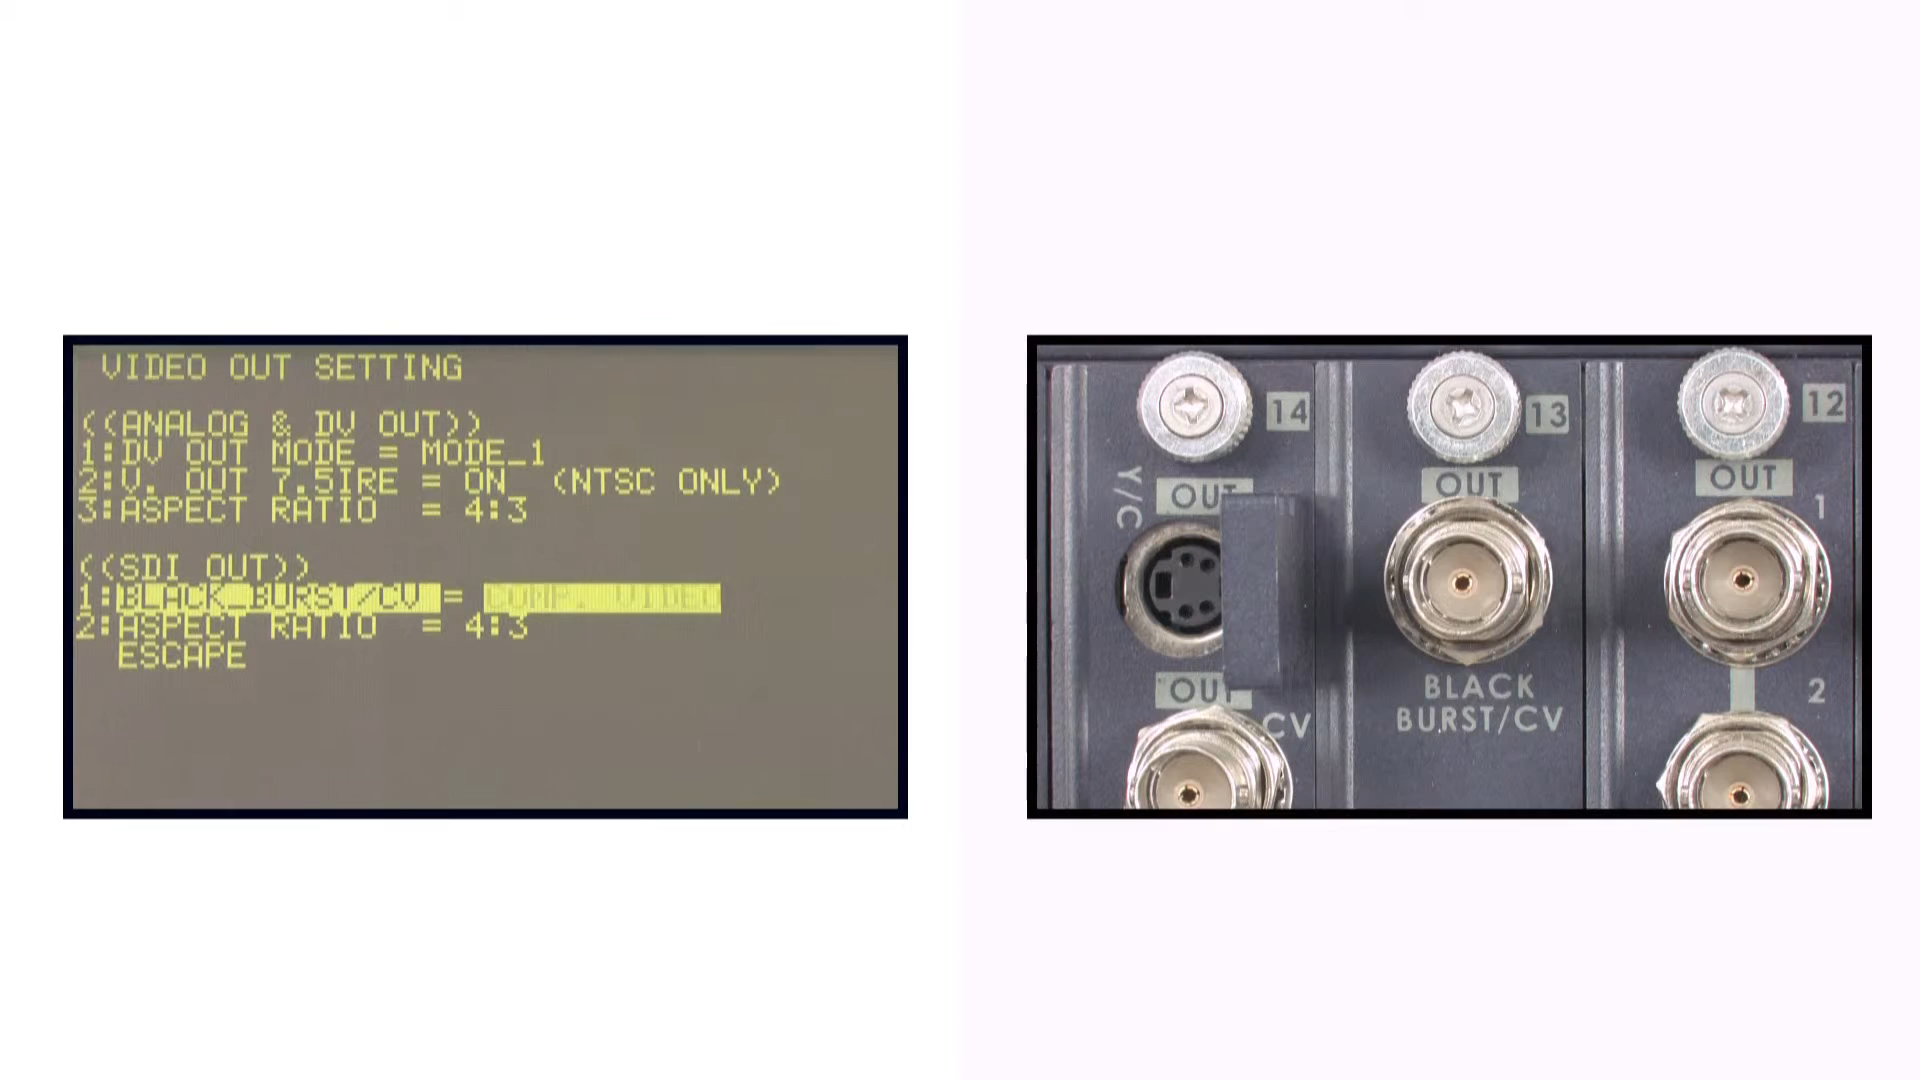 VIDEO OUT SETTING
((ANALOG & DV OUT))
1:DV OUT MODE = MODE_1
2:V. OUT 7.5IRE = ON (NTSC ONLY)
3:ASPECT RATIO = 4:3
((SDI OUT))
1:BLACK_BURST/CV = COMP. VIDEO
2:ASPECT RATIO = 4:3
ESCAPE
14
Y/C
OUT
OUT
CV
13
OUT
BLACK
BURST/CV
12
OUT
1
2